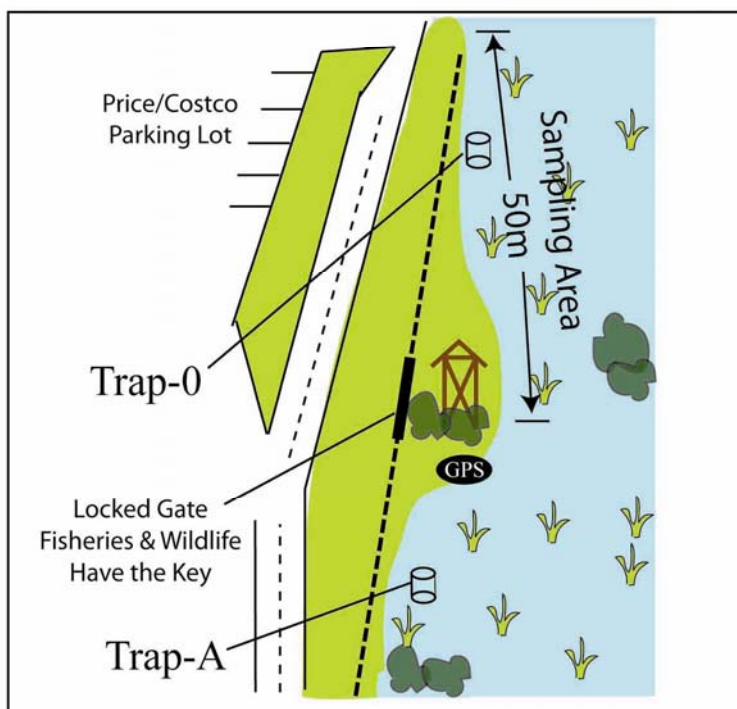 Price/Costco
Parking Lot
Sampling Area
50m
Trap-0
GPS
Locked Gate
Fisheries & Wildlife
Have the Key
Trap-A